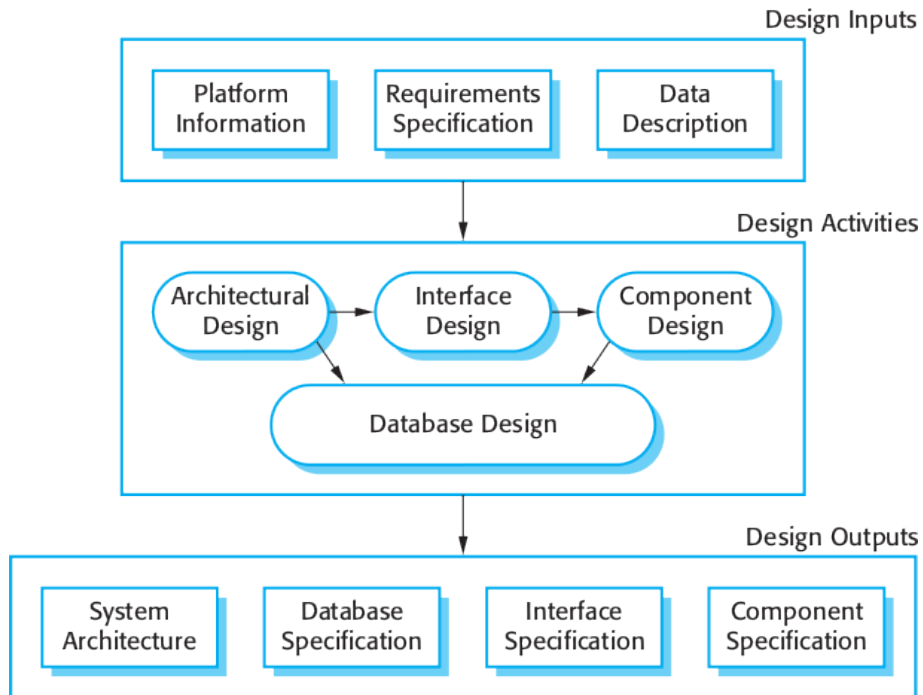 Design Inputs
Platform
Information
Requirements
Specification
Data
Description
Design Activities
Architectural
Design
Interface
Design
Component
Design
Database Design
Design Outputs
System
Architecture
Database
Specification
Interface
Specification
Component
Specification